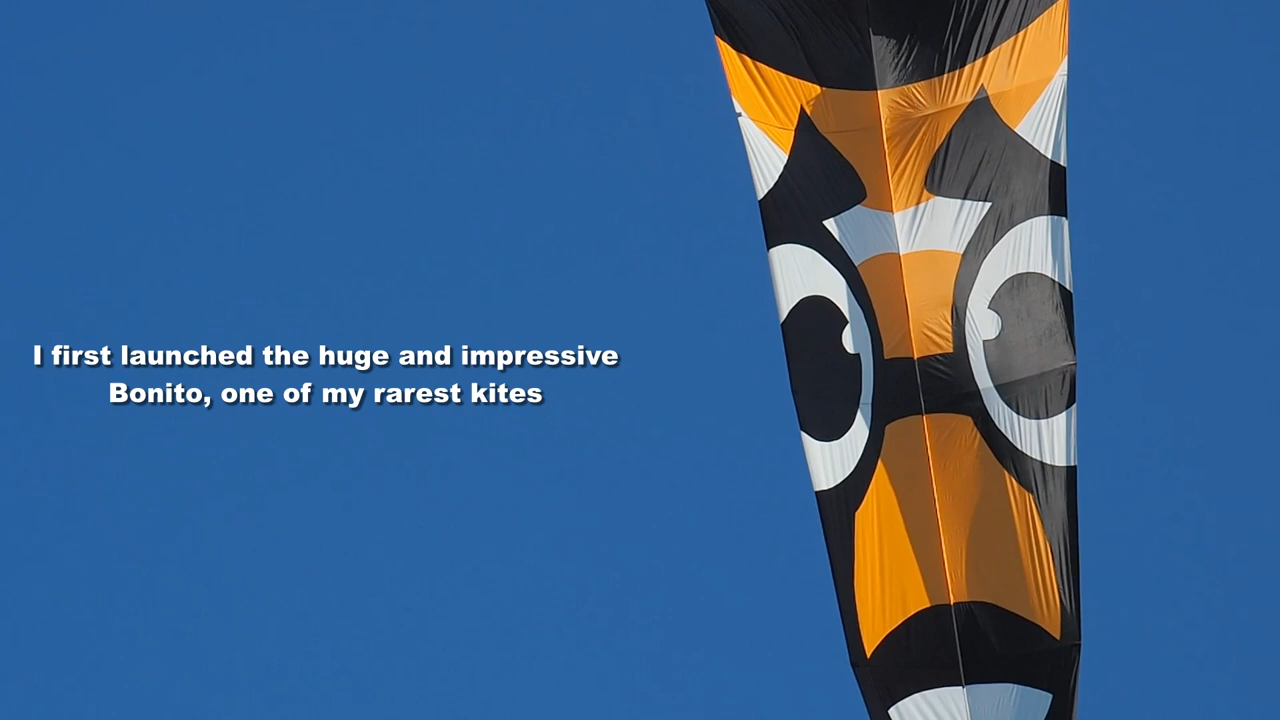 I first launched the huge and impressive
Bonito, one of my rarest kites